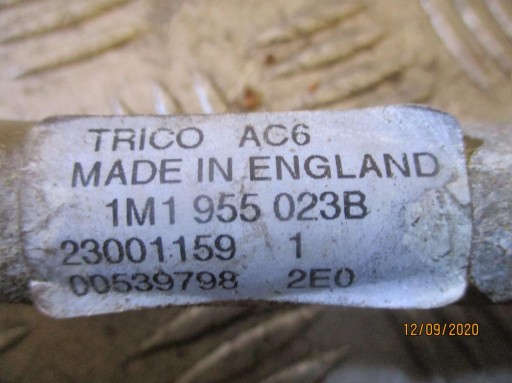 TRICO AC6
MADE IN ENGLAND
1M1 955 023B
23001159 1
00539798 2E0
12/09/2020